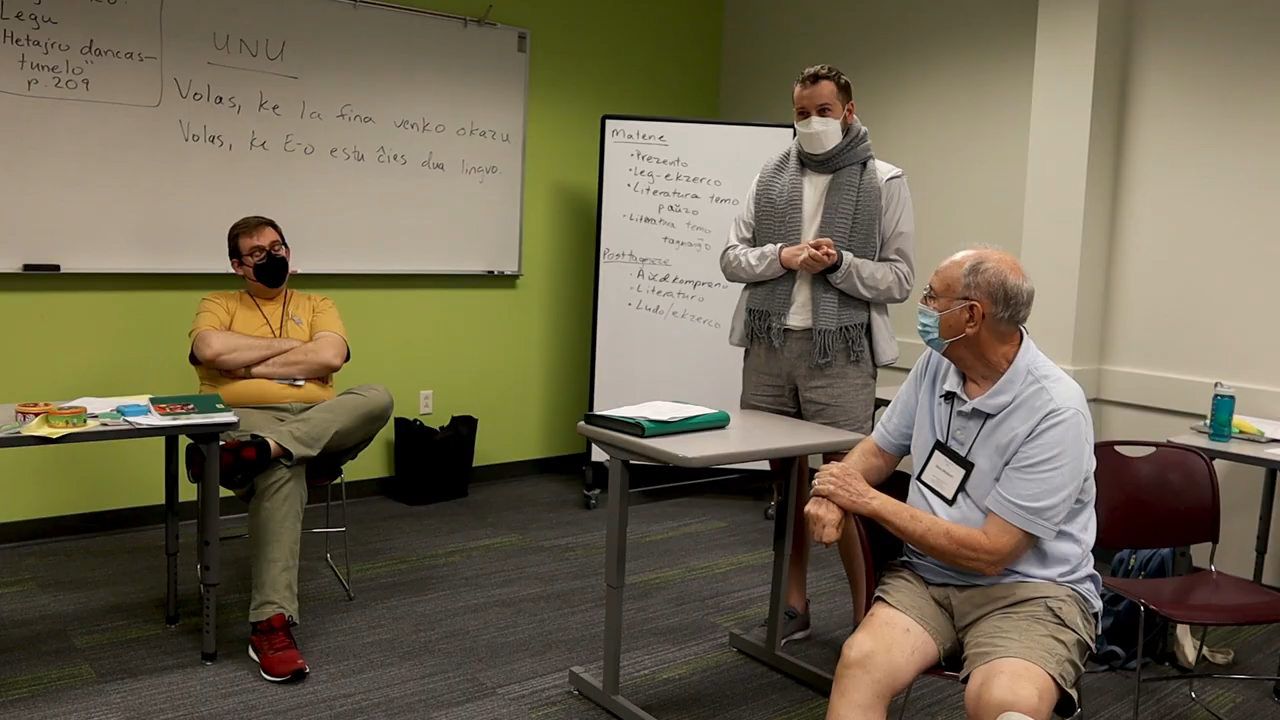 Legu
Hetajro dancas–
tunelo"
p. 209
UNU
Volas, ke la fina venko okazu
Volas, ke E-o estu ĉies dua lingvo.
Matene
• Prezento
• Leg-ekzerco
• Literatura temo
paŭzo
• Literatura temo
tagmanĝo
Posttagmeze
• Aŭdkompreno
• Literaturo
• Ludo/ekzerco